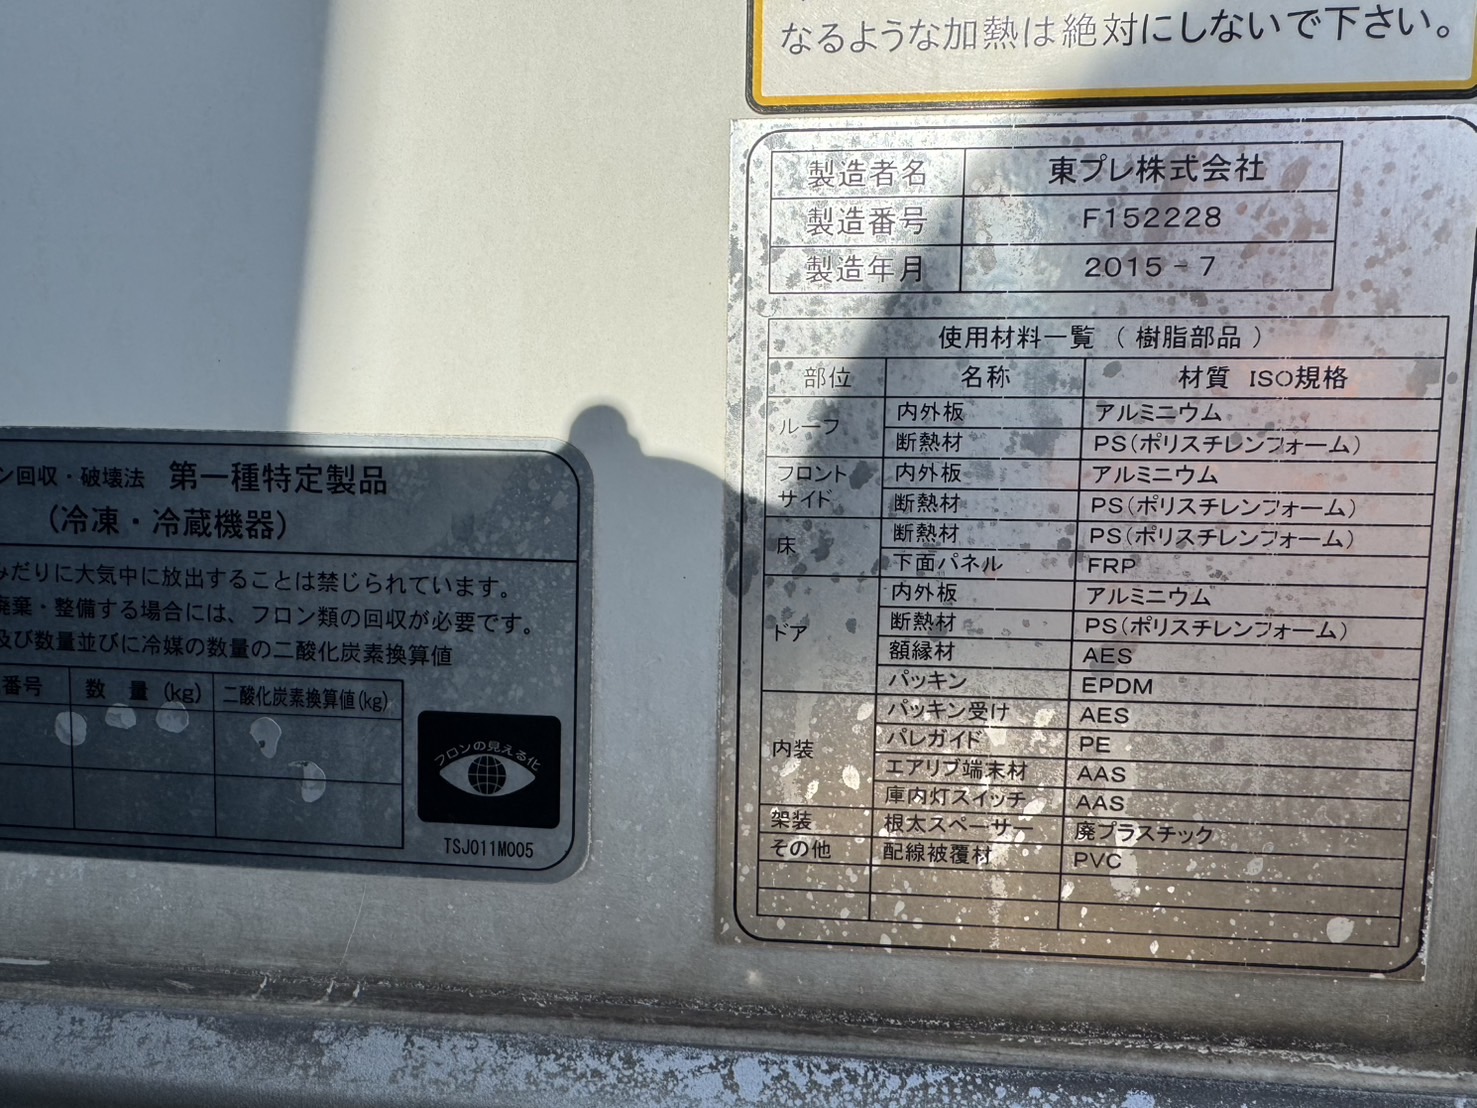 なるような加熱は絶対にしないで下さい。
製造者名 東プレ株式会社
製造番号 F152228
製造年月 2015-7
使用材料一覧 （樹脂部品）
部位 名称 材質 ISO規格
ルーフ 内外板 アルミニウム
断熱材 PS(ポリスチレンフォーム)
フロント サイド 内外板 アルミニウム
断熱材 PS(ポリスチレンフォーム)
床 断熱材 PS(ポリスチレンフォーム)
下面パネル FRP
ドア 内外板 アルミニウム
断熱材 PS(ポリスチレンフォーム)
額縁材 AES
パッキン EPDM
内装 パッキン受け AES
パレガイド PE
エアリブ端末材 AAS
庫内灯スイッチ AAS
架装 根太スペーサー 廃プラスチック
その他 配線被覆材 PVC
ン回収・破壊法 第一種特定製品
（冷凍・冷蔵機器）
みだりに大気中に放出することは禁じられています。
廃棄・整備する場合には、フロン類の回収が必要です。
及び数量並びに冷媒の数量の二酸化炭素換算値
番号 数 量 (kg) 二酸化炭素換算値(kg)
フロンの見える化
TSJ011M005